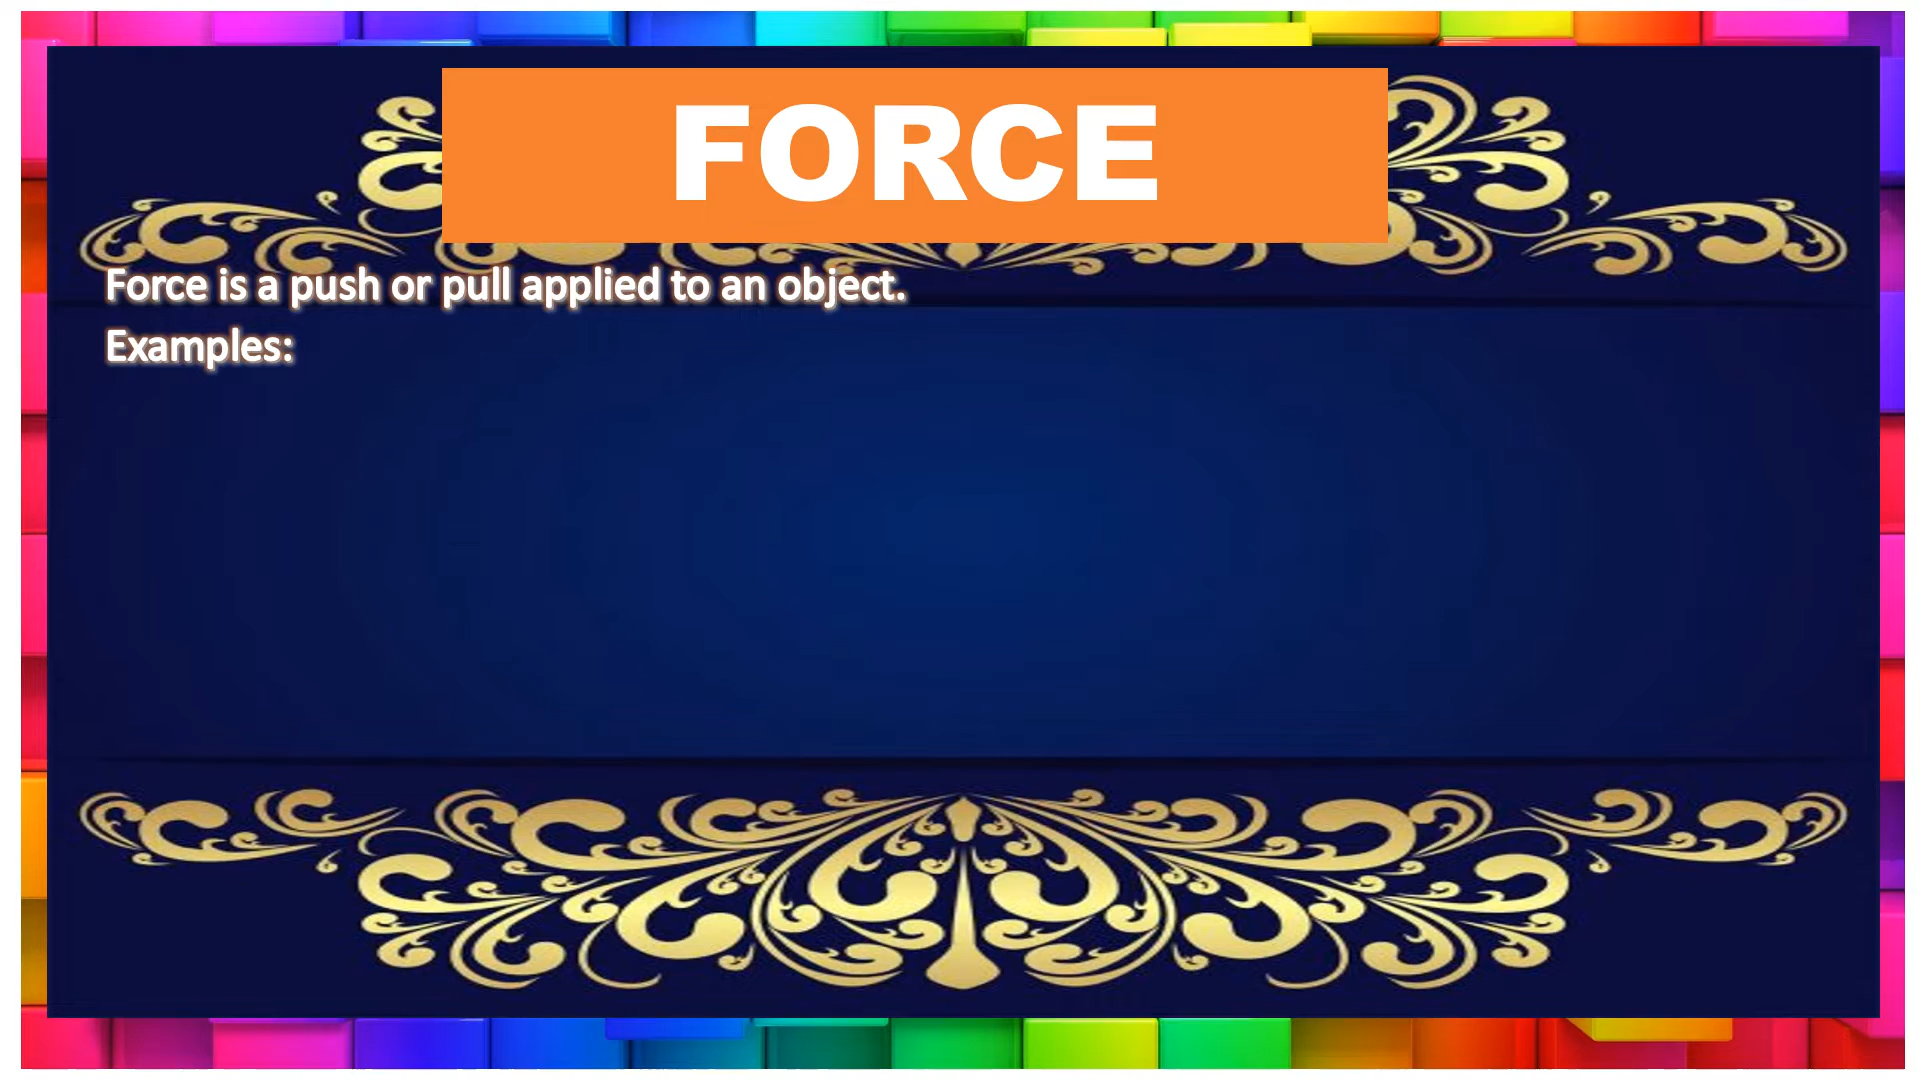 FORCE
Force is a push or pull applied to an object.
Examples: